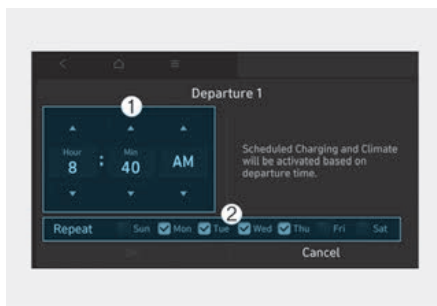 Departure 1
1
Hour
Min
8 : 40 AM
Scheduled Charging and Climate
will be activated based on
departure time.
2
Repeat Sun Mon Tue Wed Thu Fri Sat
Cancel